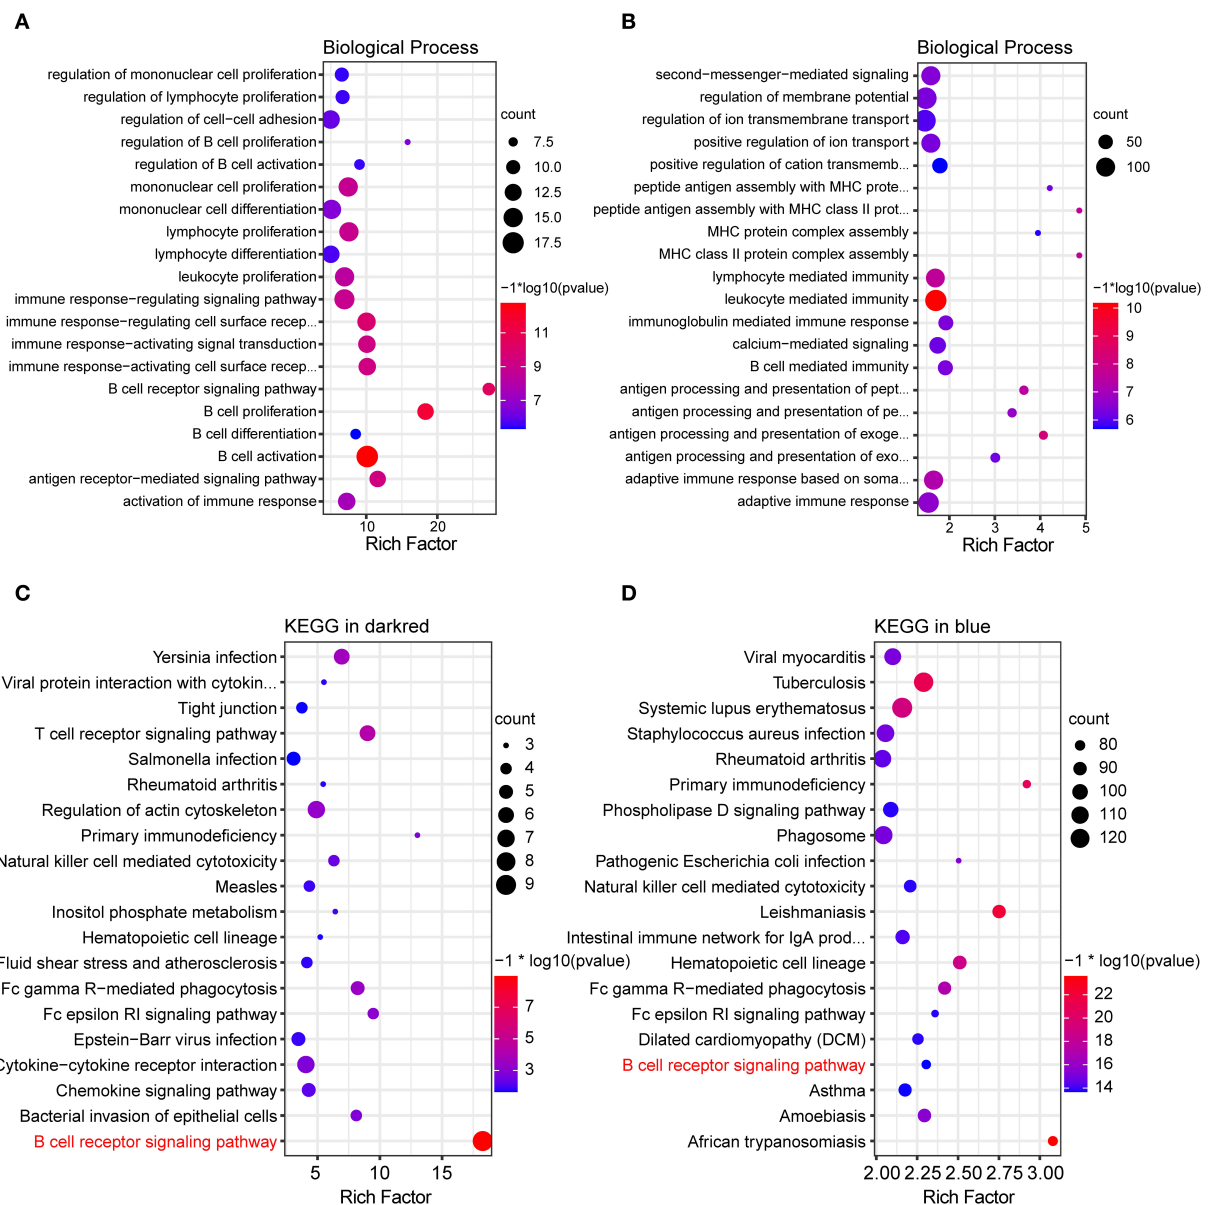 A
Biological Process
regulation of mononuclear cell proliferation
regulation of lymphocyte proliferation
regulation of cell−cell adhesion
regulation of B cell proliferation
regulation of B cell activation
mononuclear cell proliferation
mononuclear cell differentiation
lymphocyte proliferation
lymphocyte differentiation
leukocyte proliferation
immune response−regulating signaling pathway
immune response−regulating cell surface recep...
immune response−activating signal transduction
immune response−activating cell surface recep...
B cell receptor signaling pathway
B cell proliferation
B cell differentiation
B cell activation
antigen receptor−mediated signaling pathway
activation of immune response
10 20
Rich Factor
count
7.5
10.0
12.5
15.0
17.5
−1*log10(pvalue)
11
9
7
B
Biological Process
second−messenger−mediated signaling
regulation of membrane potential
regulation of ion transmembrane transport
positive regulation of ion transport
positive regulation of cation transmemb...
peptide antigen assembly with MHC prote...
peptide antigen assembly with MHC class II prot...
MHC protein complex assembly
MHC class II protein complex assembly
lymphocyte mediated immunity
leukocyte mediated immunity
immunoglobulin mediated immune response
calcium−mediated signaling
B cell mediated immunity
antigen processing and presentation of pept...
antigen processing and presentation of pe...
antigen processing and presentation of exoge...
antigen processing and presentation of exo...
adaptive immune response based on soma...
adaptive immune response
2 3 4 5
Rich Factor
count
50
100
−1*log10(pvalue)
10
9
8
7
6
C
KEGG in darkred
Yersinia infection
Viral protein interaction with cytokin...
Tight junction
T cell receptor signaling pathway
Salmonella infection
Rheumatoid arthritis
Regulation of actin cytoskeleton
Primary immunodeficiency
Natural killer cell mediated cytotoxicity
Measles
Inositol phosphate metabolism
Hematopoietic cell lineage
Fluid shear stress and atherosclerosis
Fc gamma R−mediated phagocytosis
Fc epsilon RI signaling pathway
Epstein−Barr virus infection
Cytokine−cytokine receptor interaction
Chemokine signaling pathway
Bacterial invasion of epithelial cells
B cell receptor signaling pathway
5 10 15
Rich Factor
count
3
4
5
6
7
8
9
−1 * log10(pvalue)
7
5
3
D
KEGG in blue
Viral myocarditis
Tuberculosis
Systemic lupus erythematosus
Staphylococcus aureus infection
Rheumatoid arthritis
Primary immunodeficiency
Phospholipase D signaling pathway
Phagosome
Pathogenic Escherichia coli infection
Natural killer cell mediated cytotoxicity
Leishmaniasis
Intestinal immune network for IgA prod...
Hematopoietic cell lineage
Fc gamma R−mediated phagocytosis
Fc epsilon RI signaling pathway
Dilated cardiomyopathy (DCM)
B cell receptor signaling pathway
Asthma
Amoebiasis
African trypanosomiasis
2.00 2.25 2.50 2.75 3.00
Rich Factor
count
80
90
100
110
120
−1 * log10(pvalue)
22
20
18
16
14